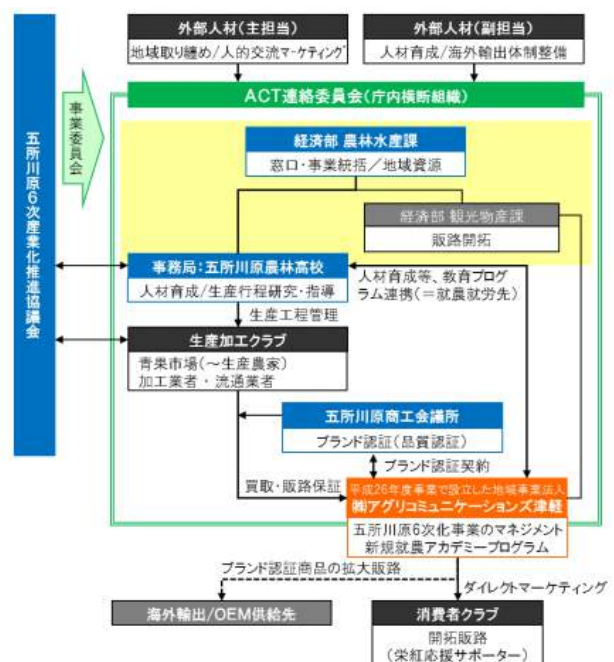 外部人材(主担当)
地域取り纏め/人的交流マーケティング
外部人材(副担当)
人材育成/海外輸出体制整備
ACT連絡委員会(庁内横断組織)
事業委員会
五所川原6次産業化推進協議会
経済部 農林水産課
窓口・事業統括/地域資源
経済部 観光物産課
販路開拓
事務局:五所川原農林高校
人材育成/生産行程研究・指導
人材育成等、教育プログ
ラム連携(=就農就労先)
生産工程管理
生産加工クラブ
青果市場(~生産農家)
加工業者・流通業者
五所川原商工会議所
ブランド認証(品質認証)
ブランド認証契約
買取・販路保証
平成26年度事業で設立した地域事業法人
㈱アグリコミュニケーションズ津軽
五所川原6次化事業のマネジメント
新規就農アカデミープログラム
ブランド認証商品の拡大販路
ダイレクトマーケティング
海外輸出/OEM供給先
消費者クラブ
開拓販路
(栄紅応援サポーター)